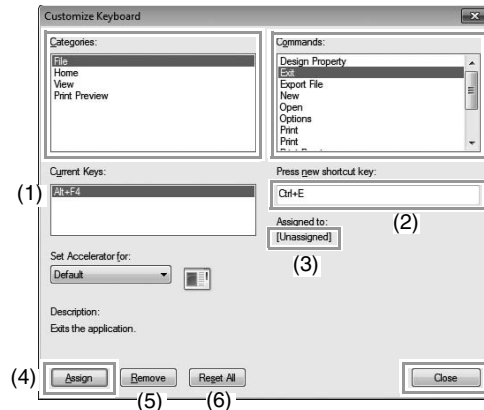 Customize Keyboard
Categories:
File
Home
View
Print Preview
Commands:
Design Property
Exit
Export File
New
Open
Options
Print
Print
Current Keys:
(1)
Alt+F4
Press new shortcut key:
Ctrl+E
(2)
Assigned to:
[Unassigned]
(3)
Set Accelerator for:
Default
Description:
Exits the application.
(4)
Assign
Remove
Reset All
Close
(5)
(6)